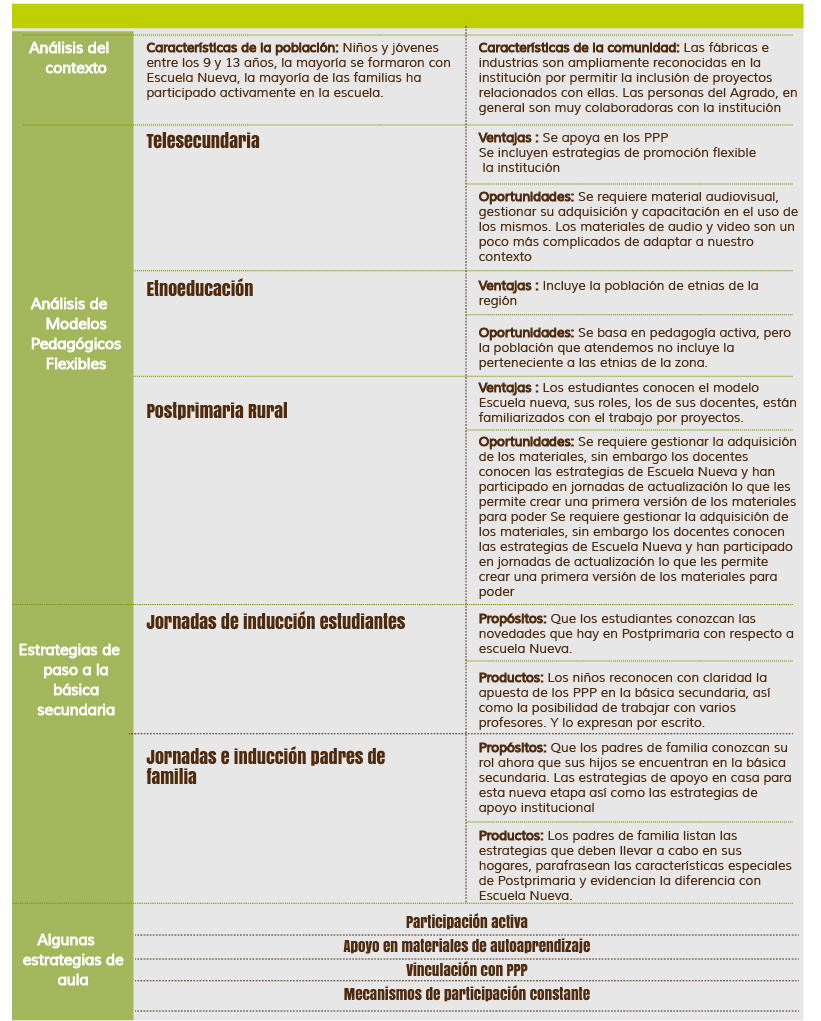 Análisis del
contexto
Características de la población: Niños y jóvenes
entre los 9 y 13 años, la mayoría se formaron con
Escuela Nueva, la mayoría de las familias ha
participado activamente en la escuela.
Características de la comunidad: Las fábricas e
industrias son ampliamente reconocidas en la
institución por permitir la inclusión de proyectos
relacionados con ellas. Las personas del Agrado, en
general son muy colaboradoras con la institución
Análisis de
Modelos
Pedagógicos
Flexibles
Telesecundaria
Ventajas : Se apoya en los PPP
Se incluyen estrategias de promoción flexible
la institución
Oportunidades: Se requiere material audiovisual,
gestionar su adquisición y capacitación en el uso de
los mismos. Los materiales de audio y video son un
poco más complicados de adaptar a nuestro
contexto
Etnoeducación
Ventajas : Incluye la población de etnias de la
región
Oportunidades: Se basa en pedagogía activa, pero
la población que atendemos no incluye la
perteneciente a las etnias de la zona.
Postprimaria Rural
Ventajas : Los estudiantes conocen el modelo
Escuela nueva, sus roles, los de sus docentes, están
familiarizados con el trabajo por proyectos.
Oportunidades: Se requiere gestionar la adquisición
de los materiales, sin embargo los docentes
conocen las estrategias de Escuela Nueva y han
participado en jornadas de actualización lo que les
permite crear una primera versión de los materiales
para poder Se requiere gestionar la adquisición de
los materiales, sin embargo los docentes conocen
las estrategias de Escuela Nueva y han participado
en jornadas de actualización lo que les permite
crear una primera versión de los materiales para
poder
Estrategias de
paso a la
básica
secundaria
Jornadas de inducción estudiantes
Propósitos: Que los estudiantes conozcan las
novedades que hay en Postprimaria con respecto a
escuela Nueva.
Productos: Los niños reconocen con claridad la
apuesta de los PPP en la básica secundaria, así
como la posibilidad de trabajar con varios
profesores. Y lo expresan por escrito.
Jornadas e inducción padres de
familia
Propósitos: Que los padres de familia conozcan su
rol ahora que sus hijos se encuentran en la básica
secundaria. Las estrategias de apoyo en casa para
esta nueva etapa así como las estrategias de
apoyo institucional
Productos: Los padres de familia listan las
estrategias que deben llevar a cabo en sus
hogares, parafrasean las características especiales
de Postprimaria y evidencian la diferencia con
Escuela Nueva.
Algunas
estrategias de
aula
Participación activa
Apoyo en materiales de autoaprendizaje
Vinculación con PPP
Mecanismos de participación constante